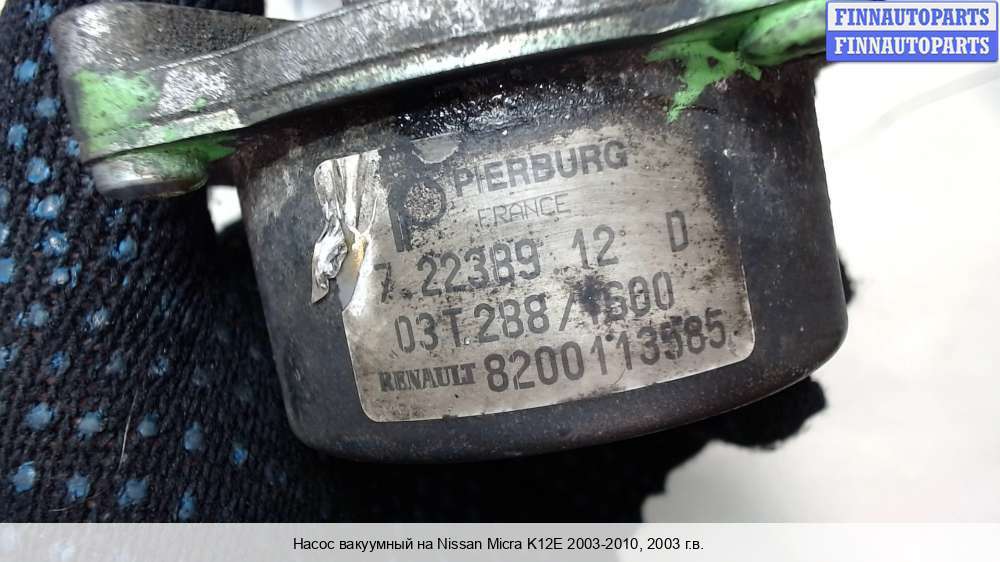 FINNAUTOPARTS
FINNAUTOPARTS
PIERBURG
FRANCE
7.22389 12 D
03T.288/1600
RENAULT 8200113585
Насос вакуумный на Nissan Micra K12E 2003-2010, 2003 г.в.